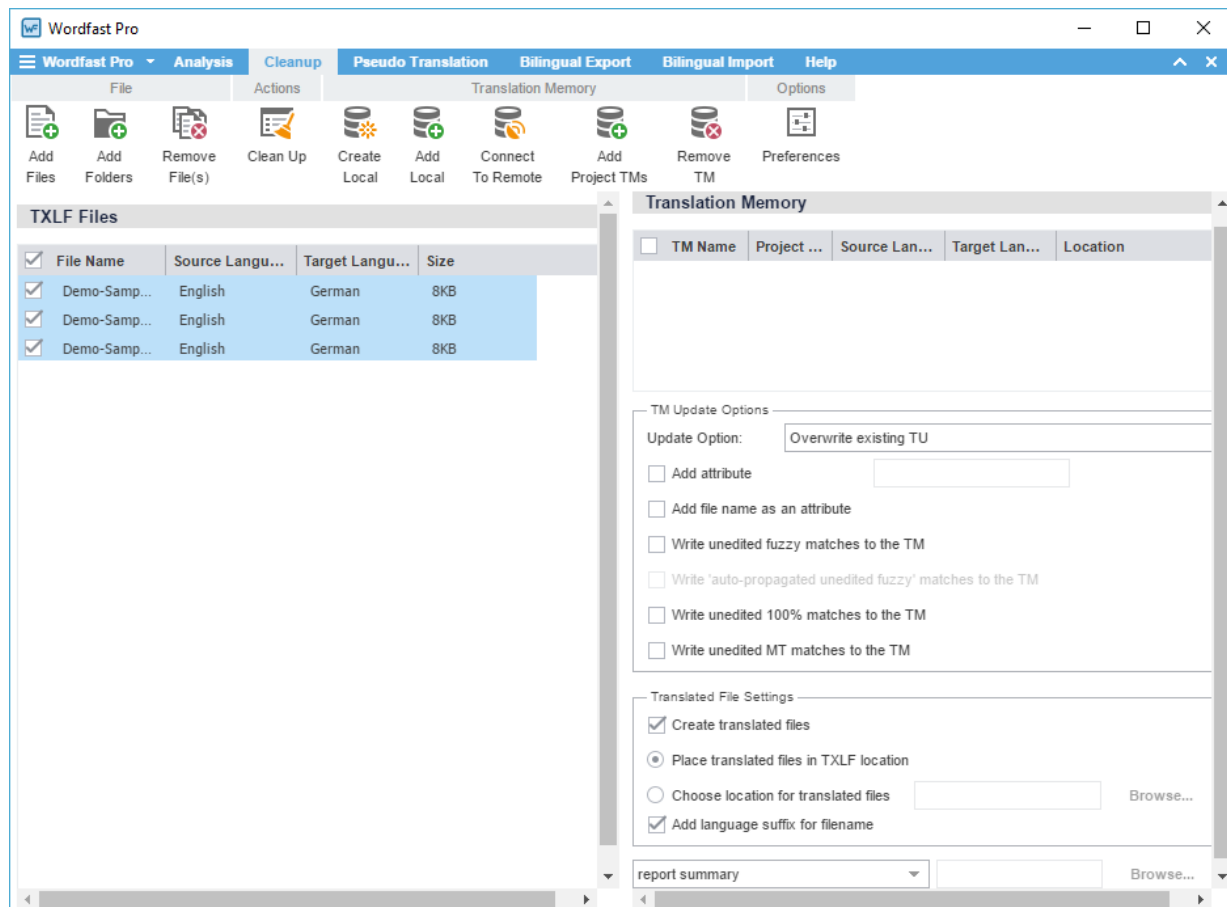 Wordfast Pro
Wordfast Pro Analysis Cleanup Pseudo Translation Bilingual Export Bilingual Import Help
File Actions Translation Memory Options
Add Files
Add Folders
Remove File(s)
Clean Up
Create Local
Add Local
Connect To Remote
Add Project TMs
Remove TM
Preferences
TXLF Files
File Name Source Langu... Target Langu... Size
Demo-Samp... English German 8KB
Demo-Samp... English German 8KB
Demo-Samp... English German 8KB
Translation Memory
TM Name Project ... Source Lan... Target Lan... Location
TM Update Options
Update Option: Overwrite existing TU
Add attribute
Add file name as an attribute
Write unedited fuzzy matches to the TM
Write 'auto-propagated unedited fuzzy' matches to the TM
Write unedited 100% matches to the TM
Write unedited MT matches to the TM
Translated File Settings
Create translated files
Place translated files in TXLF location
Choose location for translated files Browse...
Add language suffix for filename
report summary Browse...